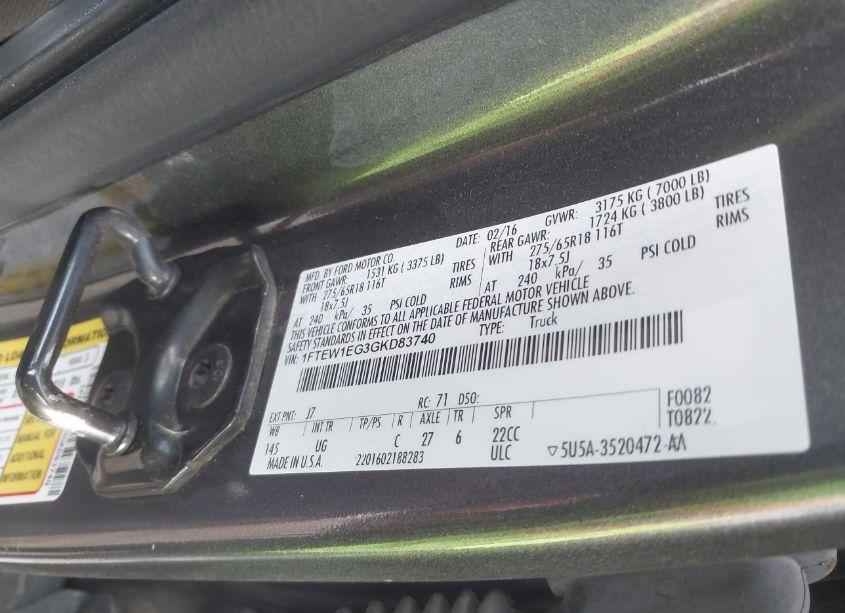 MFD. BY FORD MOTOR CO. DATE: 02/16 GVWR: 3175 KG ( 7000 LB)
FRONT GAWR: 1531 KG ( 3375 LB) REAR GAWR: 1724 KG ( 3800 LB)
WITH 275/65R18 116T TIRES WITH 275/65R18 116T TIRES
18x7.5J RIMS 18x7.5J RIMS
AT 240 kPa/ 35 PSI COLD AT 240 kPa/ 35 PSI COLD
THIS VEHICLE CONFORMS TO ALL APPLICABLE FEDERAL MOTOR VEHICLE
SAFETY STANDARDS IN EFFECT ON THE DATE OF MANUFACTURE SHOWN ABOVE.
VIN: 1FTEW1EG3GKD83740 TYPE: Truck
EXT PNT: J7 RC: 71 DSO: F0082
WB INT TR TP/PS R AXLE TR SPR T0822
145 UG C 27 6 22CC
MADE IN U.S.A. 2201602188283 ULC ▽5U5A-3520472-AA
INFORMATION
MANUAL FOR
ADDITIONAL
INFORMATION